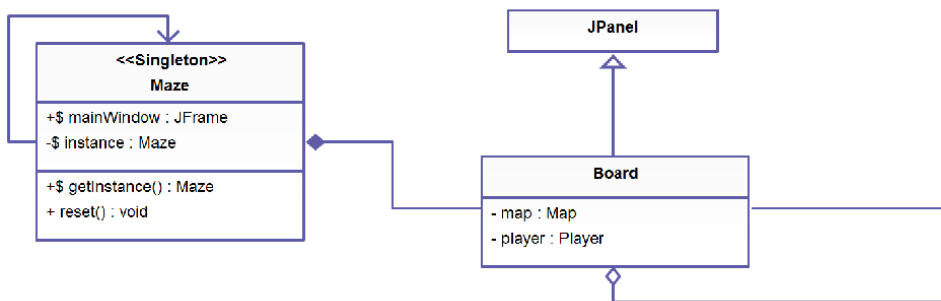 <<Singleton>>
Maze
+$ mainWindow : JFrame
-$ instance : Maze
+$ getInstance() : Maze
+ reset() : void
JPanel
Board
- map : Map
- player : Player